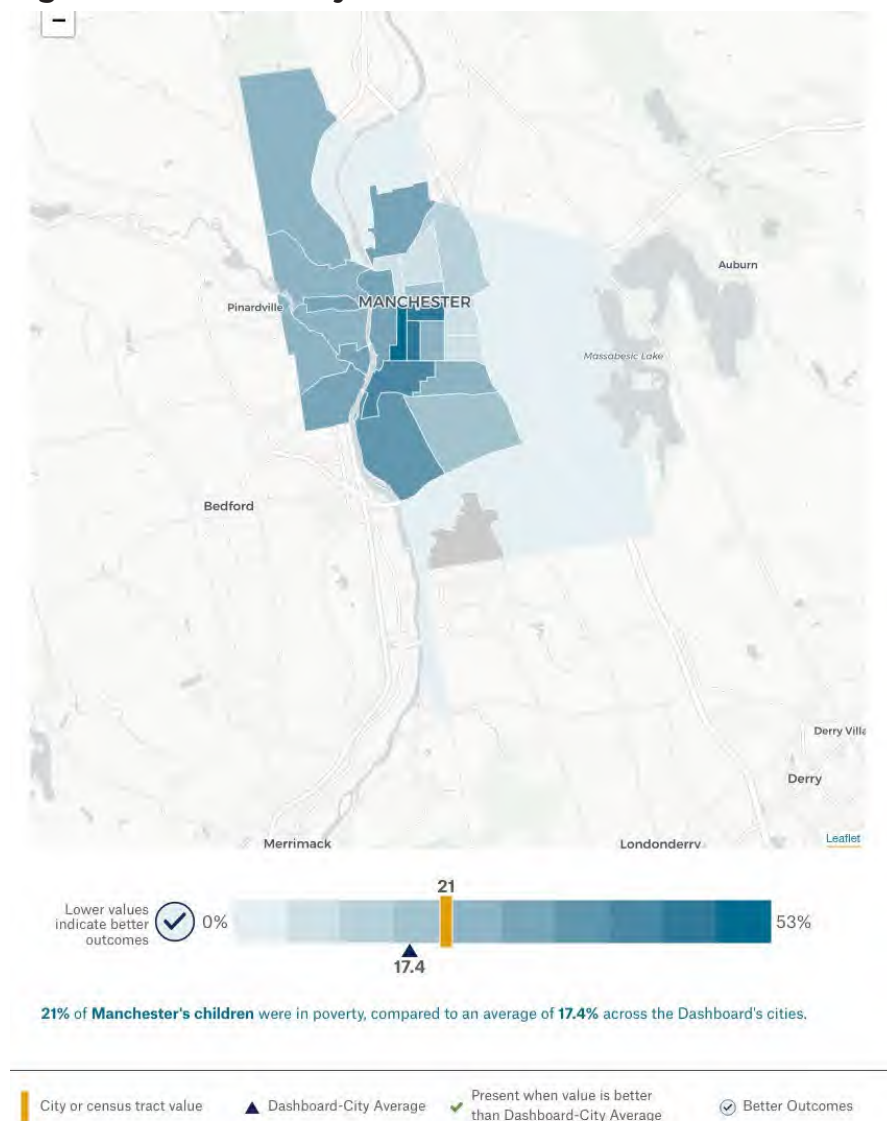 −
Auburn
Pinardville
MANCHESTER
Massabesic Lake
Bedford
Derry Villa
Derry
Merrimack
Londonderry
Leaflet
21
Lower values
indicate better
outcomes
0%
53%
17.4
21% of Manchester's children were in poverty, compared to an average of 17.4% across the Dashboard's cities.
City or census tract value
Dashboard-City Average
Present when value is better
than Dashboard-City Average
Better Outcomes